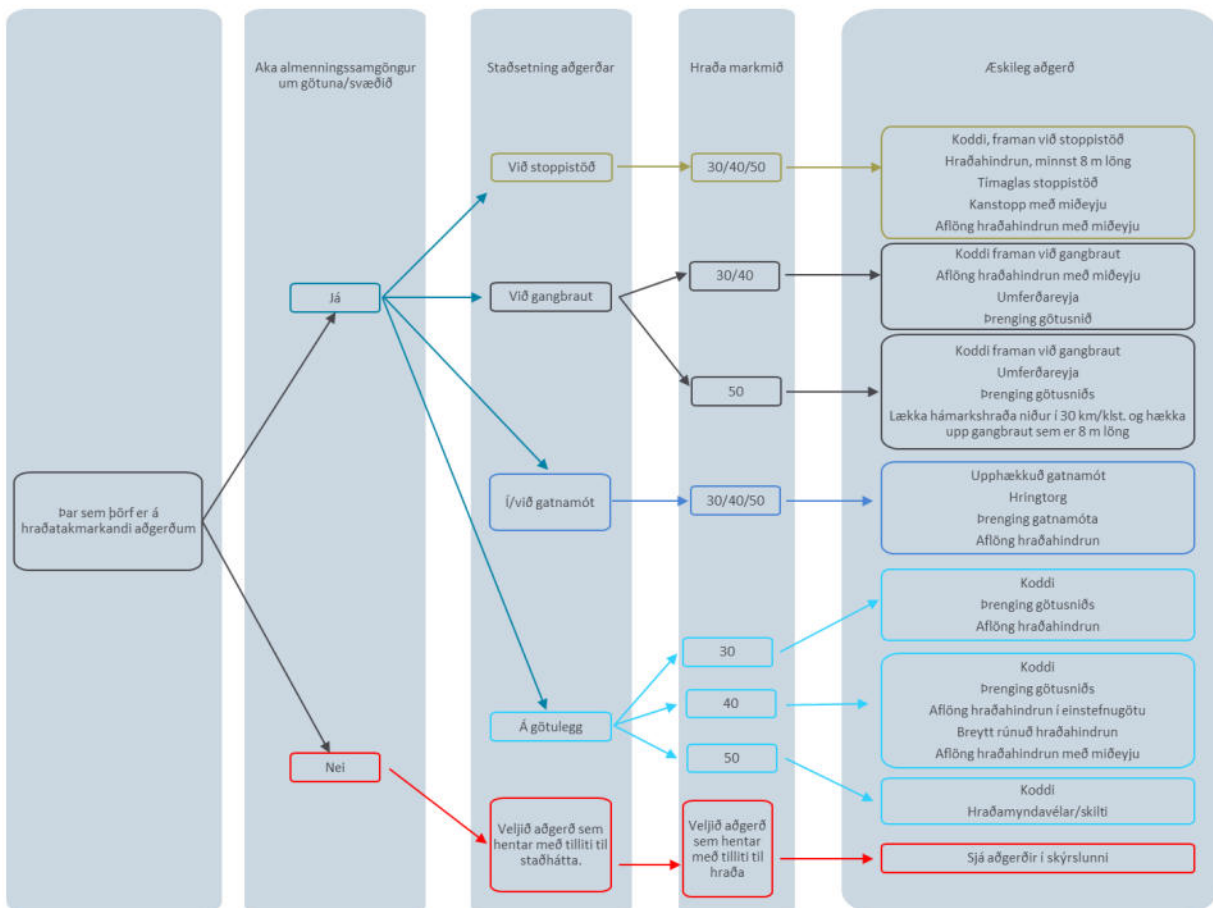 Aka almenningssamgöngur
um götuna/svæðið
Staðsetning aðgerðar
Hraða markmið
Æskileg aðgerð
Þar sem þörf er á
hraðatakmarkandi aðgerðum
Já
Nei
Við stoppistöð
30/40/50
Koddi, framan við stoppistöð
Hraðahindrun, minnst 8 m löng
Tímaglas stoppistöð
Kanstopp með miðeyju
Aflöng hraðahindrun með miðeyju
Við gangbraut
30/40
Koddi framan við gangbraut
Aflöng hraðahindrun með miðeyju
Umferðareyja
Þrenging götusnið
50
Koddi framan við gangbraut
Umferðareyja
Þrenging götusniðs
Lækka hámarkshraða niður í 30 km/klst. og hækka
upp gangbraut sem er 8 m löng
Í/við gatnamót
30/40/50
Upphækkuð gatnamót
Hringtorg
Þrenging gatnamóta
Aflöng hraðahindrun
Á götulegg
30
Koddi
Þrenging götusniðs
Aflöng hraðahindrun
40
Koddi
Þrenging götusniðs
Aflöng hraðahindrun í einstefnugötu
Breytt rúnuð hraðahindrun
Aflöng hraðahindrun með miðeyju
50
Koddi
Hraðamyndavélar/skilti
Veljið aðgerð sem
hentar með tilliti til
staðhátta.
Veljið aðgerð
sem hentar
með tilliti til
hraða
Sjá aðgerðir í skýrslunni